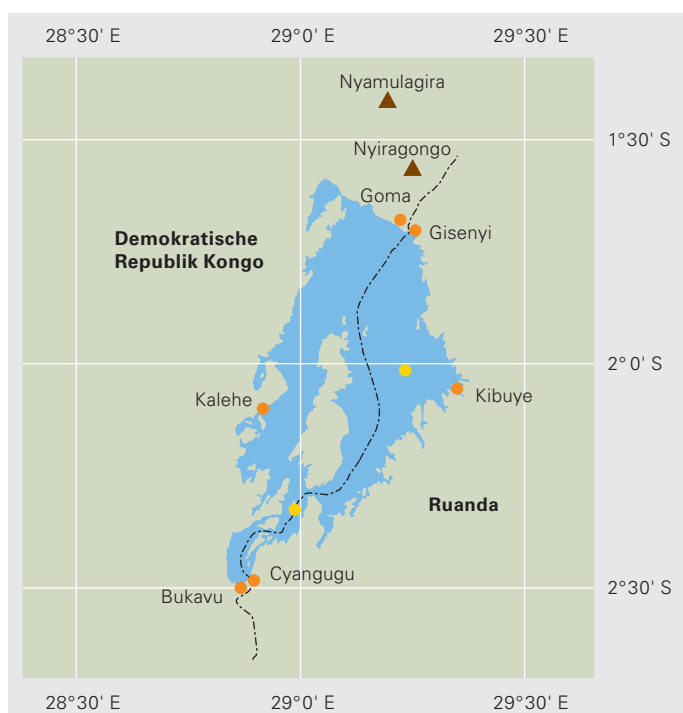 28°30' E
29°0' E
29°30' E
Nyamulagira
1°30' S
Nyiragongo
Goma
Gisenyi
Demokratische
Republik Kongo
2° 0' S
Kalehe
Kibuye
Ruanda
Cyangugu
Bukavu
2°30' S
28°30' E
29°0' E
29°30' E